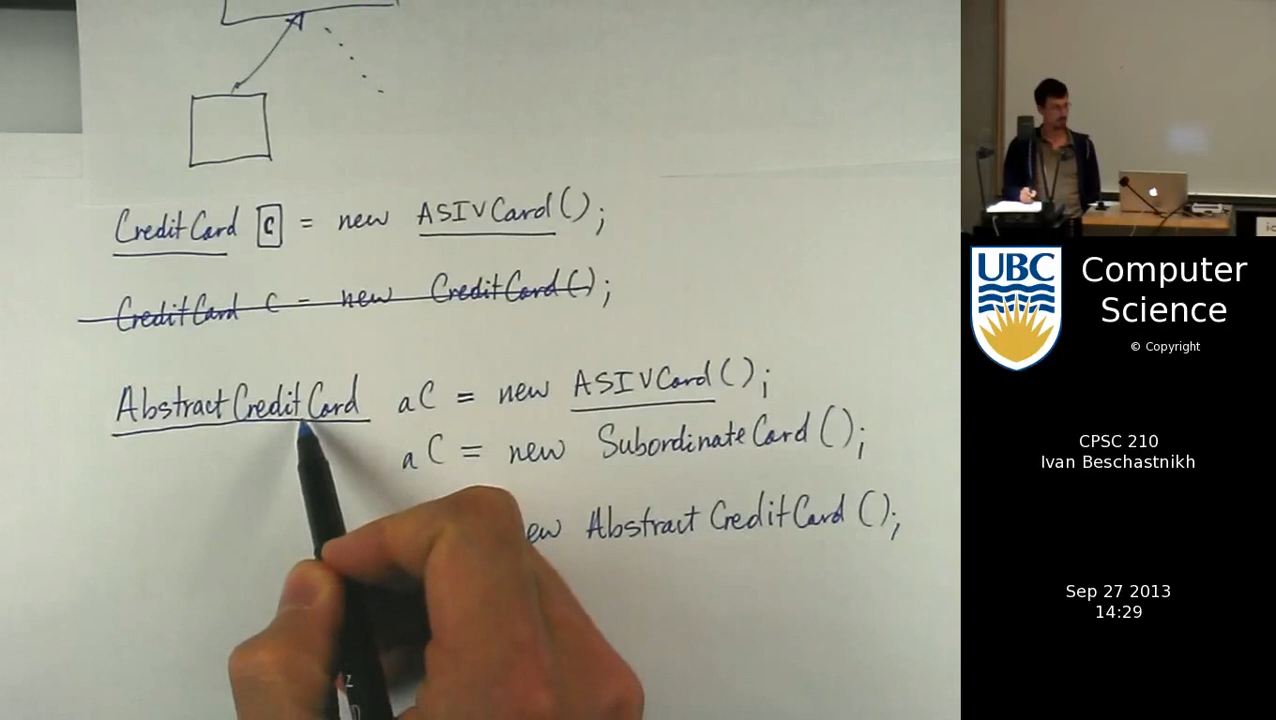 CreditCard c = new ASIVCard();
CreditCard c = new CreditCard();
AbstractCreditCard aC = new ASIVCard();
aC = new SubordinateCard();
new AbstractCreditCard();
UBC
Computer
Science
© Copyright
CPSC 210
Ivan Beschastnikh
Sep 27 2013
14:29